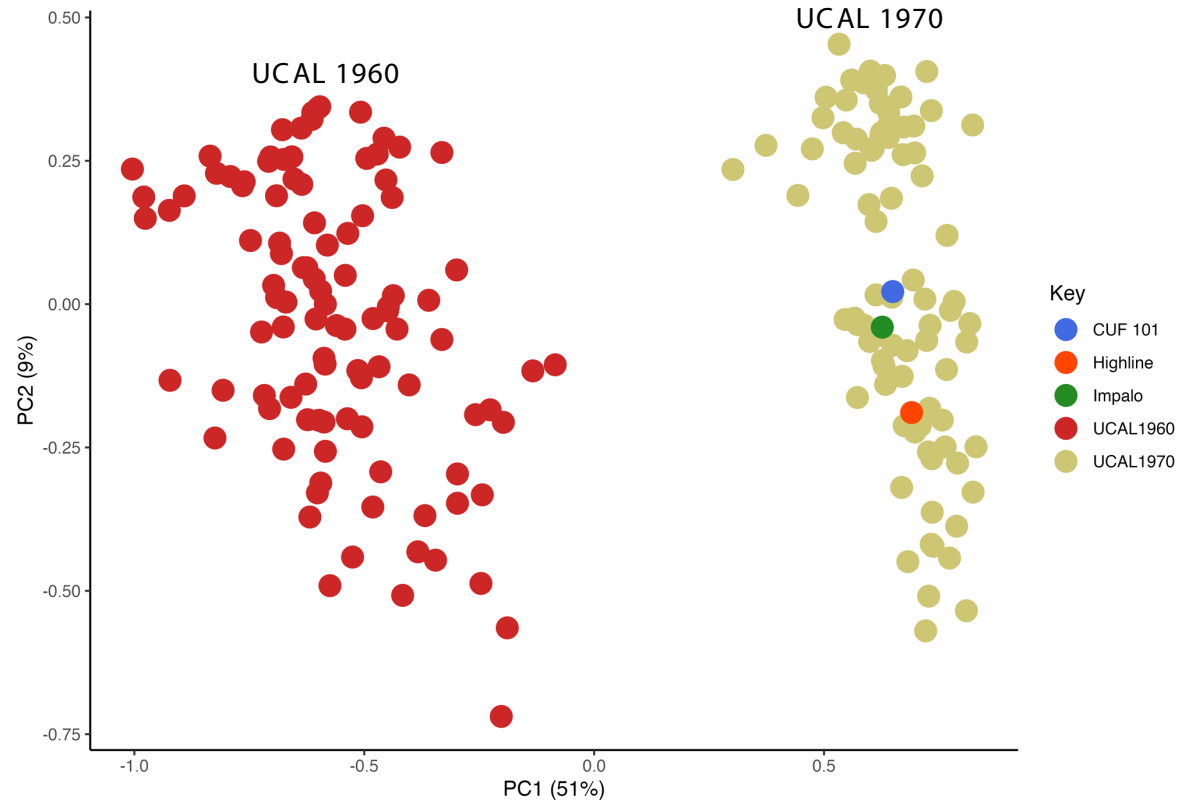 UCAL 1970
UCAL 1960
0.50
0.25
0.00
-0.25
-0.50
-0.75
PC2 (9%)
-1.0
-0.5
0.0
0.5
PC1 (51%)
Key
CUF 101
Highline
Impalo
UCAL1960
UCAL1970